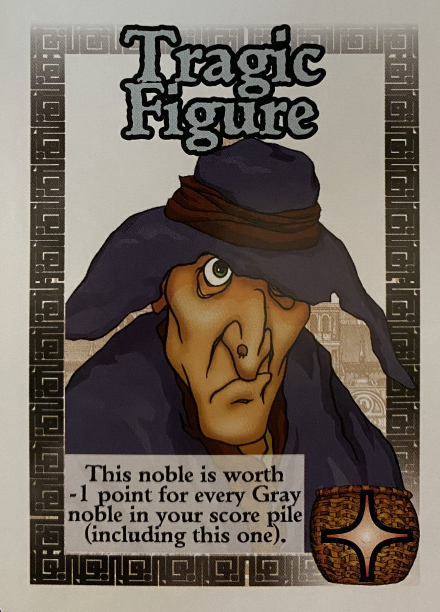 Tragic
Figure
This noble is worth
-1 point for every Gray
noble in your score pile
(including this one).